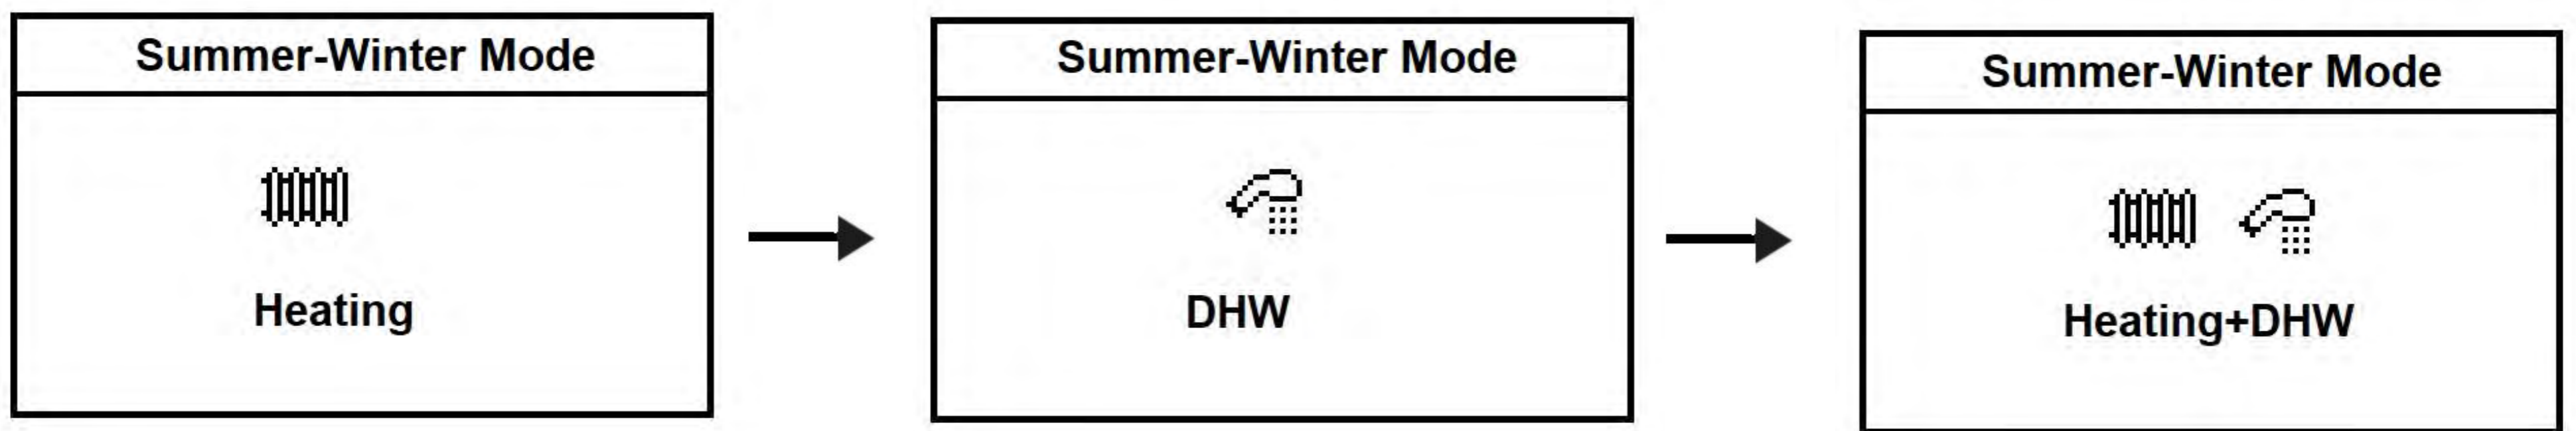 Summer-Winter Mode
Heating
Summer-Winter Mode
DHW
Summer-Winter Mode
Heating+DHW